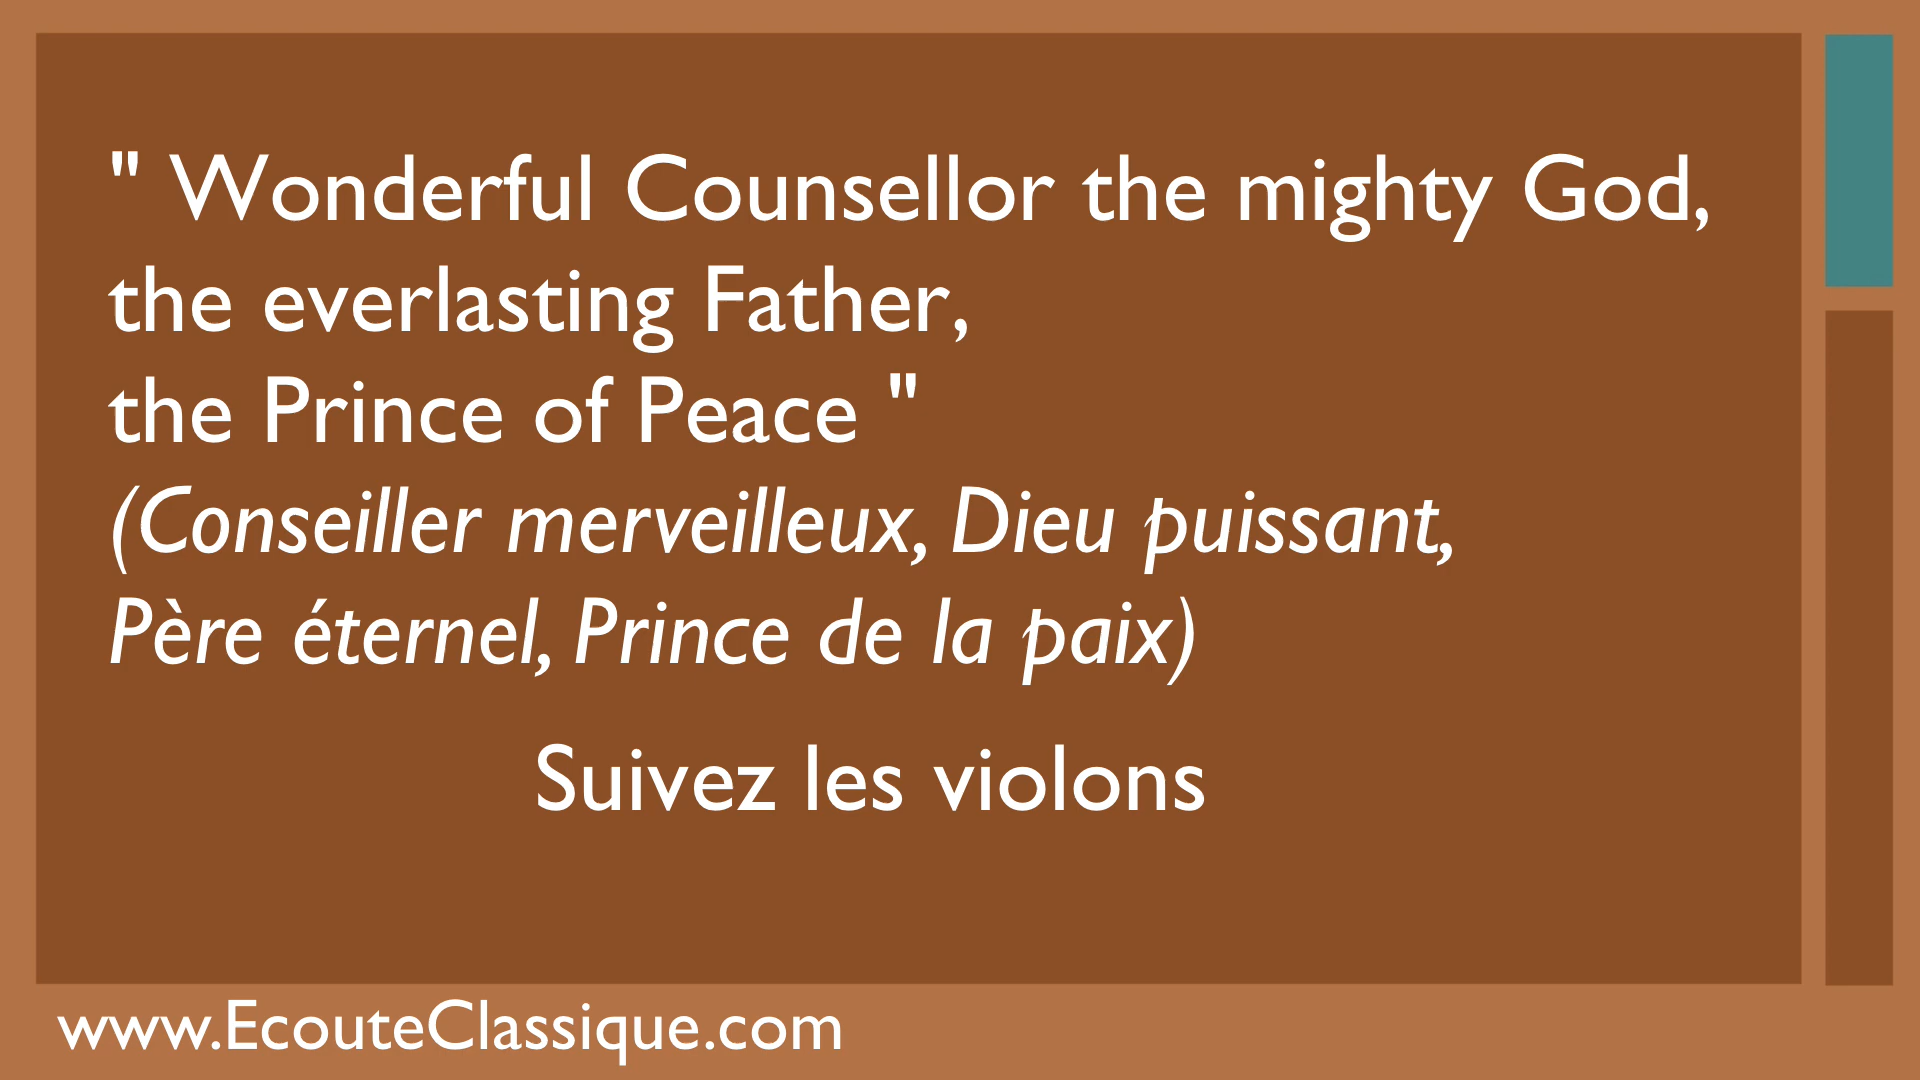 " Wonderful Counsellor the mighty God,
the everlasting Father,
the Prince of Peace "
(Conseiller merveilleux, Dieu puissant,
Père éternel, Prince de la paix)
Suivez les violons
www.EcouteClassique.com